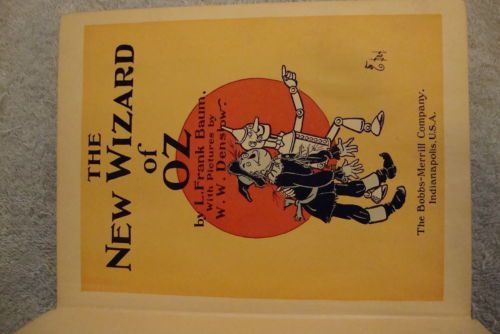 THE
NEW WIZARD
of
OZ
by L. Frank Baum.
With Pictures by
W. W. Denslow.
The Bobbs-Merrill Company.
Indianapolis, U.S.A.